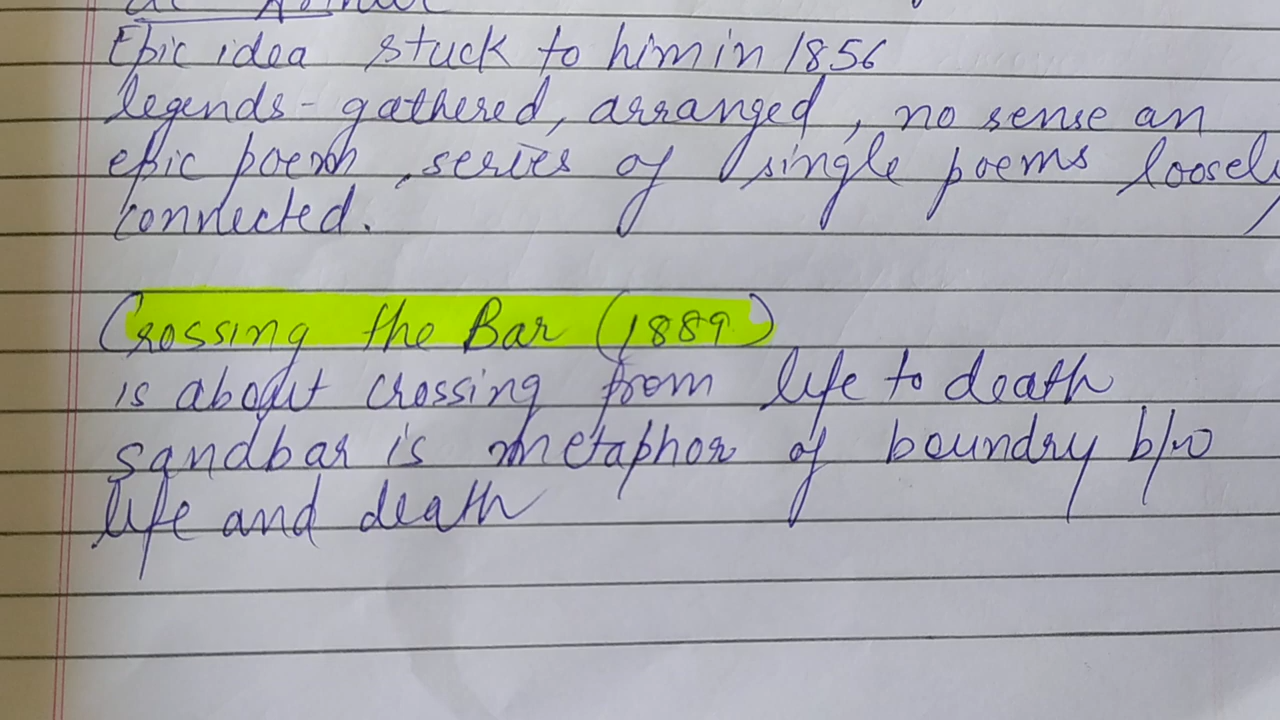 Epic idea stuck to him in 1856
legends - gathered, arranged, no sense an
epic poem, series of single poems loosely
connected.
Crossing the Bar (1889)
is about crossing from life to death
sandbar is metaphor of boundry b/w
life and death